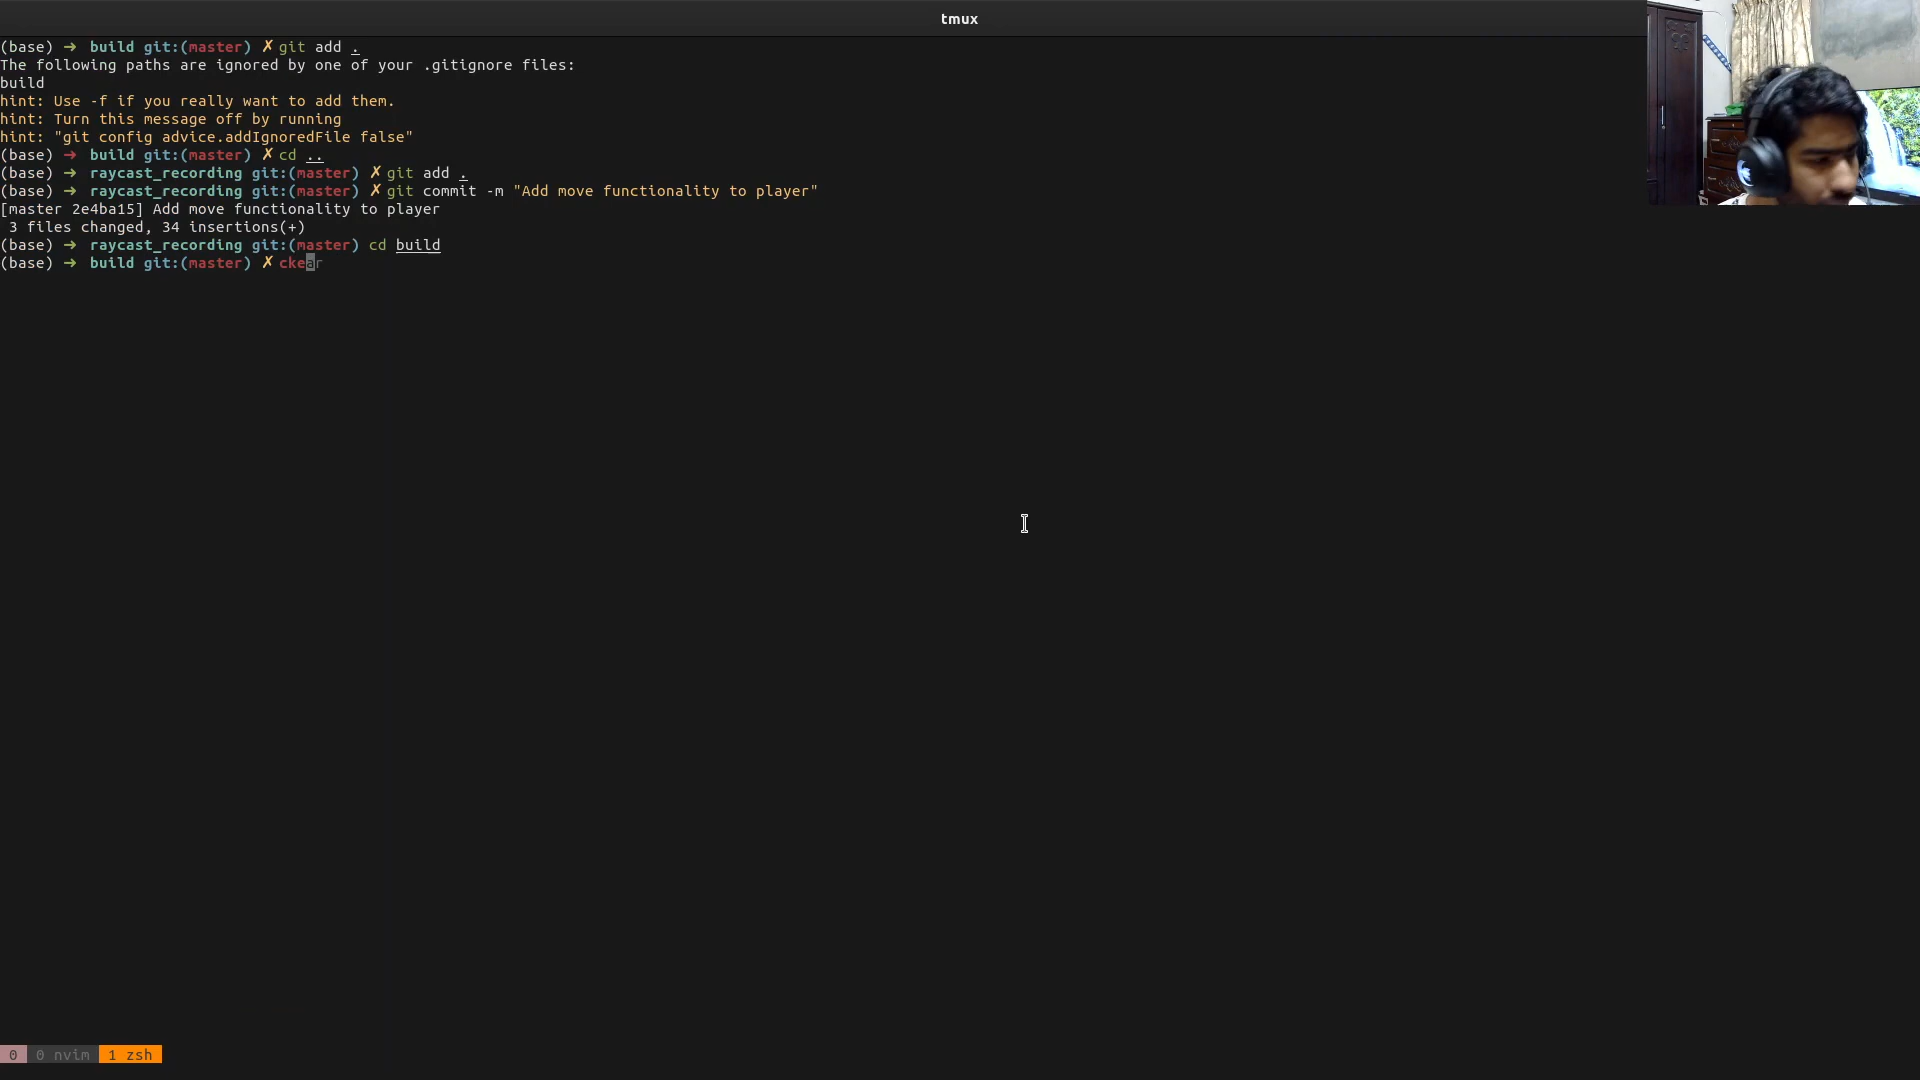 tmux
(base) → build git:(master) ✗ git add .
The following paths are ignored by one of your .gitignore files:
build
hint: Use -f if you really want to add them.
hint: Turn this message off by running
hint: "git config advice.addIgnoredFile false"
(base) → build git:(master) ✗ cd ..
(base) → raycast_recording git:(master) ✗ git add .
(base) → raycast_recording git:(master) ✗ git commit -m "Add move functionality to player"
[master 2e4ba15] Add move functionality to player
 3 files changed, 34 insertions(+)
(base) → raycast_recording git:(master) cd build
(base) → build git:(master) ✗ ckear
0 0 nvim 1 zsh